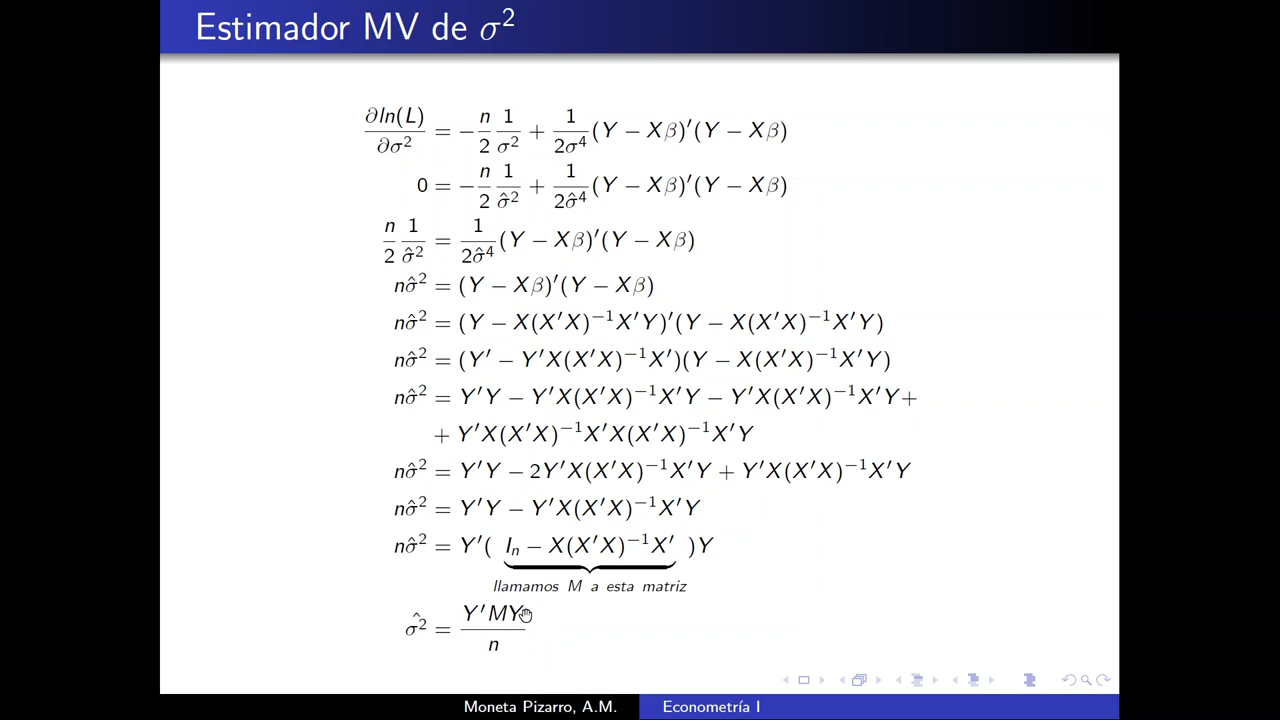 Estimador MV de σ²
∂ln(L)/∂σ² = −n/2 1/σ² + 1/2σ⁴ (Y − Xβ)′(Y − Xβ)
0 = −n/2 1/σ̂² + 1/2σ̂⁴ (Y − Xβ)′(Y − Xβ)
n/2 1/σ̂² = 1/2σ̂⁴ (Y − Xβ)′(Y − Xβ)
nσ̂² = (Y − Xβ)′(Y − Xβ)
nσ̂² = (Y − X(X′X)⁻¹X′Y)′(Y − X(X′X)⁻¹X′Y)
nσ̂² = (Y′ − Y′X(X′X)⁻¹X′)(Y − X(X′X)⁻¹X′Y)
nσ̂² = Y′Y − Y′X(X′X)⁻¹X′Y − Y′X(X′X)⁻¹X′Y+
+ Y′X(X′X)⁻¹X′X(X′X)⁻¹X′Y
nσ̂² = Y′Y − 2Y′X(X′X)⁻¹X′Y + Y′X(X′X)⁻¹X′Y
nσ̂² = Y′Y − Y′X(X′X)⁻¹X′Y
nσ̂² = Y′( Iₙ − X(X′X)⁻¹X′ )Y
llamamos M a esta matriz
σ̂² = Y′MY/n
Moneta Pizarro, A.M. Econometría I